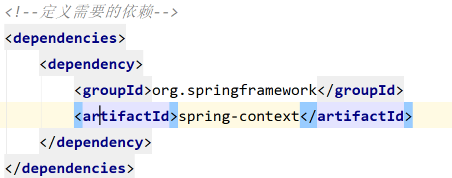 <!--定义需要的依赖-->
<dependencies>
<dependency>
<groupId>org.springframework</groupId>
<artifactId>spring-context</artifactId>
</dependency>
</dependencies>